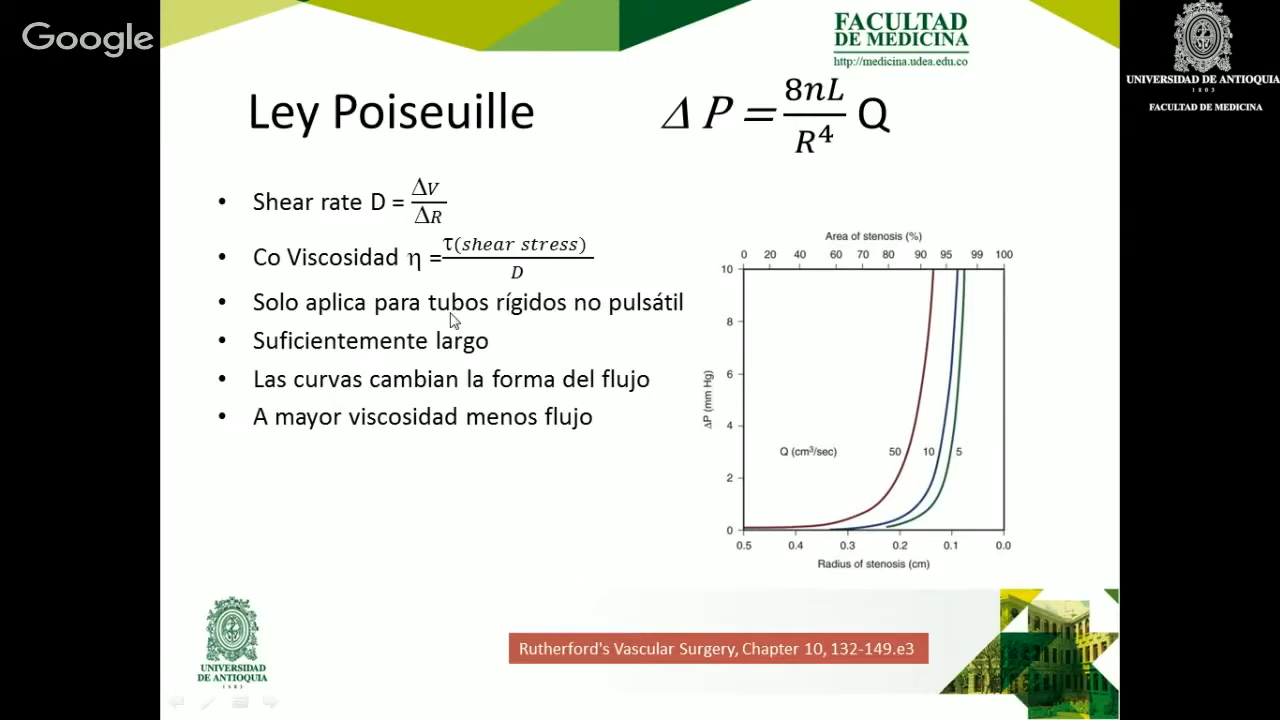 Google
FACULTAD
DE MEDICINA
http://medicina.udea.edu.co
UNIVERSIDAD DE ANTIOQUIA
1803
FACULTAD DE MEDICINA
Ley Poiseuille
Δ P = 8nL/R⁴ Q
• Shear rate D = ΔV/ΔR
• Co Viscosidad η = τ(shear stress)/D
• Solo aplica para tubos rígidos no pulsátil
• Suficientemente largo
• Las curvas cambian la forma del flujo
• A mayor viscosidad menos flujo
Area of stenosis (%)
0 20 40 60 70 80 90 95 99 100
10
8
6
4
2
0
ΔP (mm Hg)
Q (cm³/sec) 50 10 5
0.5 0.4 0.3 0.2 0.1 0.0
Radius of stenosis (cm)
Rutherford's Vascular Surgery, Chapter 10, 132-149.e3
UNIVERSIDAD
DE ANTIOQUIA
1803